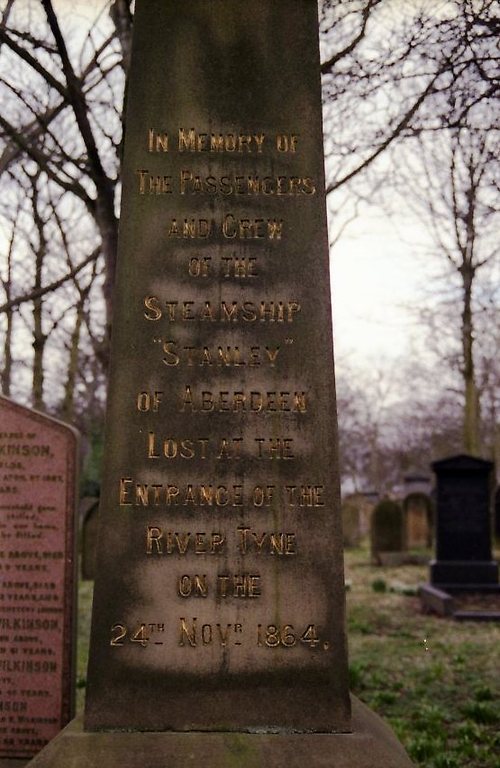 In Memory of
The Passengers
and Crew
of the
Steamship
"Stanley"
of Aberdeen
Lost at the
Entrance of the
River Tyne
on the
24TH NOVR 1864.
WILKINSON